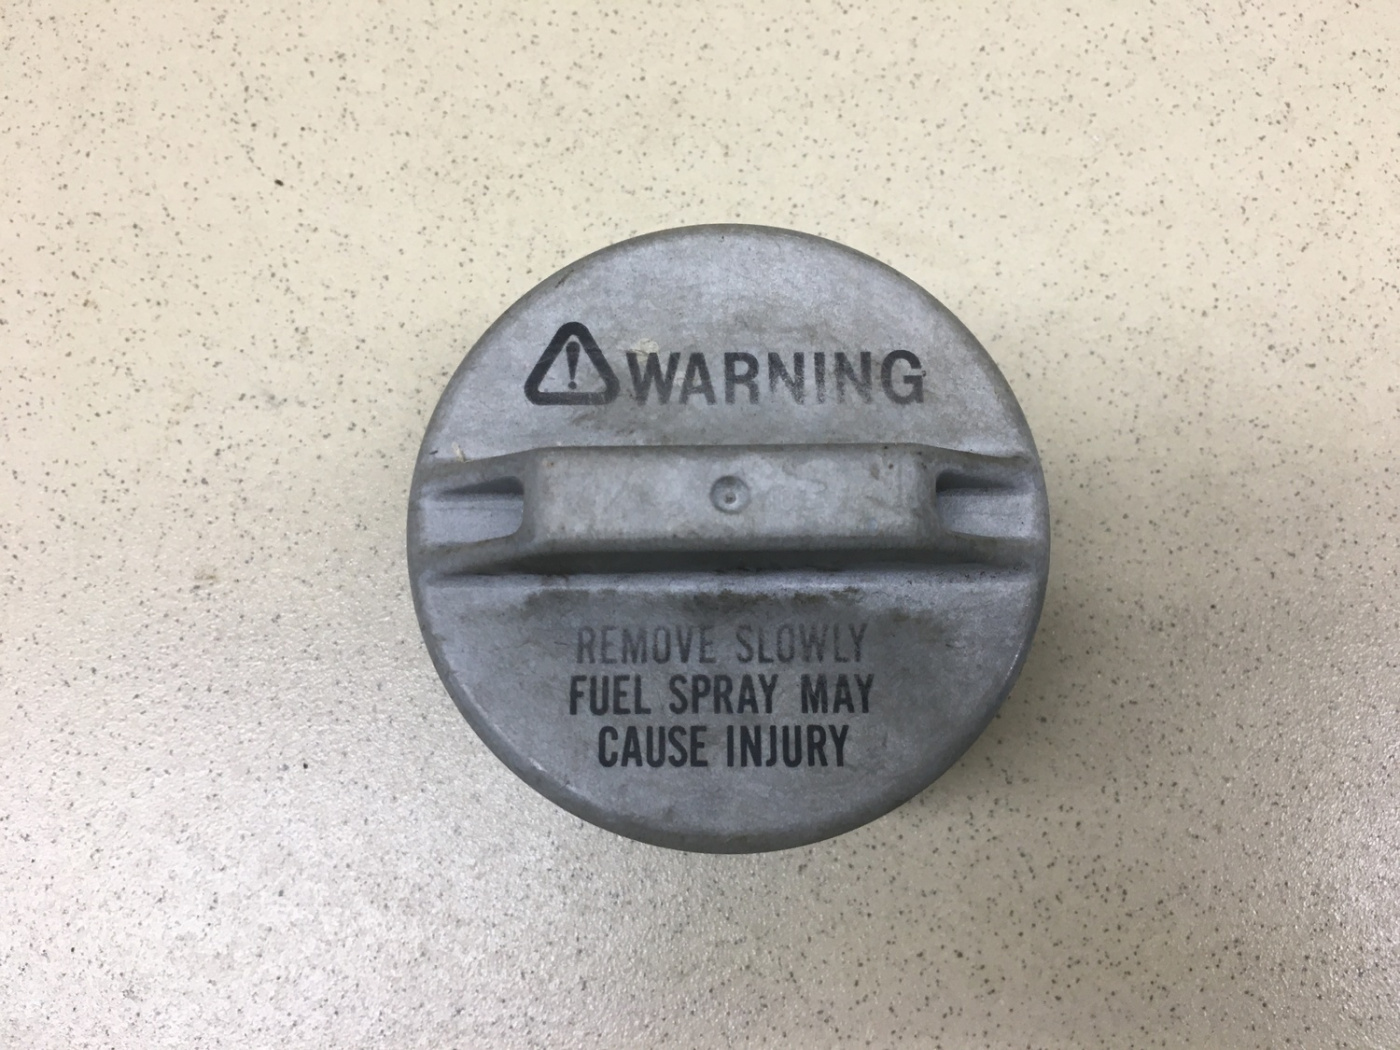 WARNING
REMOVE SLOWLY
FUEL SPRAY MAY
CAUSE INJURY